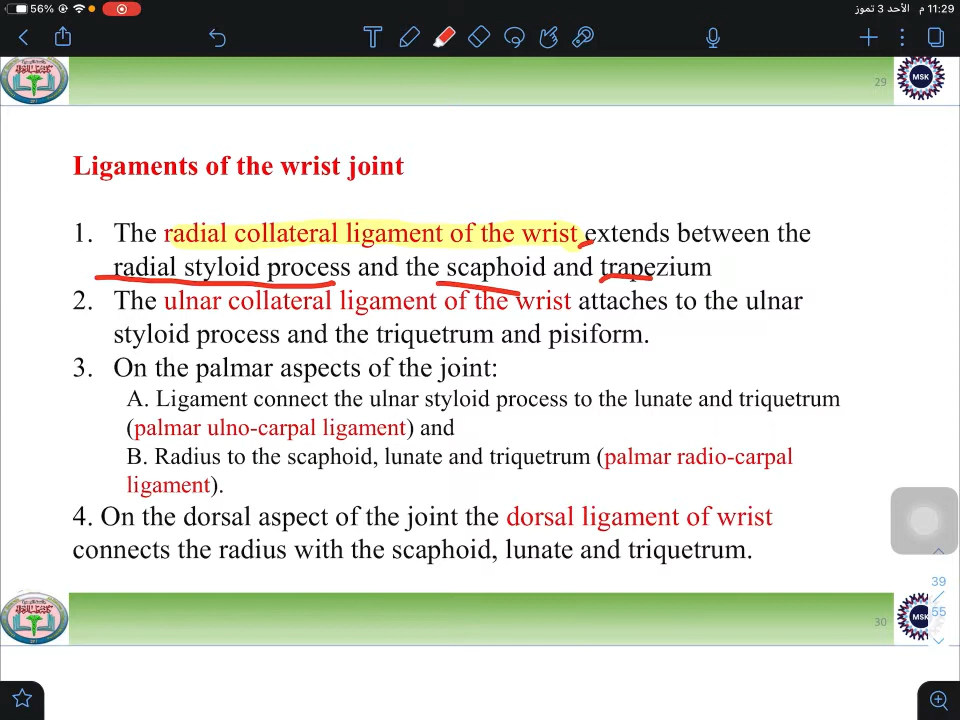 56%
11:29 م الأحد 3 تموز
29
MSK
Ligaments of the wrist joint
1. The radial collateral ligament of the wrist extends between the
radial styloid process and the scaphoid and trapezium
2. The ulnar collateral ligament of the wrist attaches to the ulnar
styloid process and the triquetrum and pisiform.
3. On the palmar aspects of the joint:
A. Ligament connect the ulnar styloid process to the lunate and triquetrum
(palmar ulno-carpal ligament) and
B. Radius to the scaphoid, lunate and triquetrum (palmar radio-carpal
ligament).
4. On the dorsal aspect of the joint the dorsal ligament of wrist
connects the radius with the scaphoid, lunate and triquetrum.
39
/
55
30
MSK